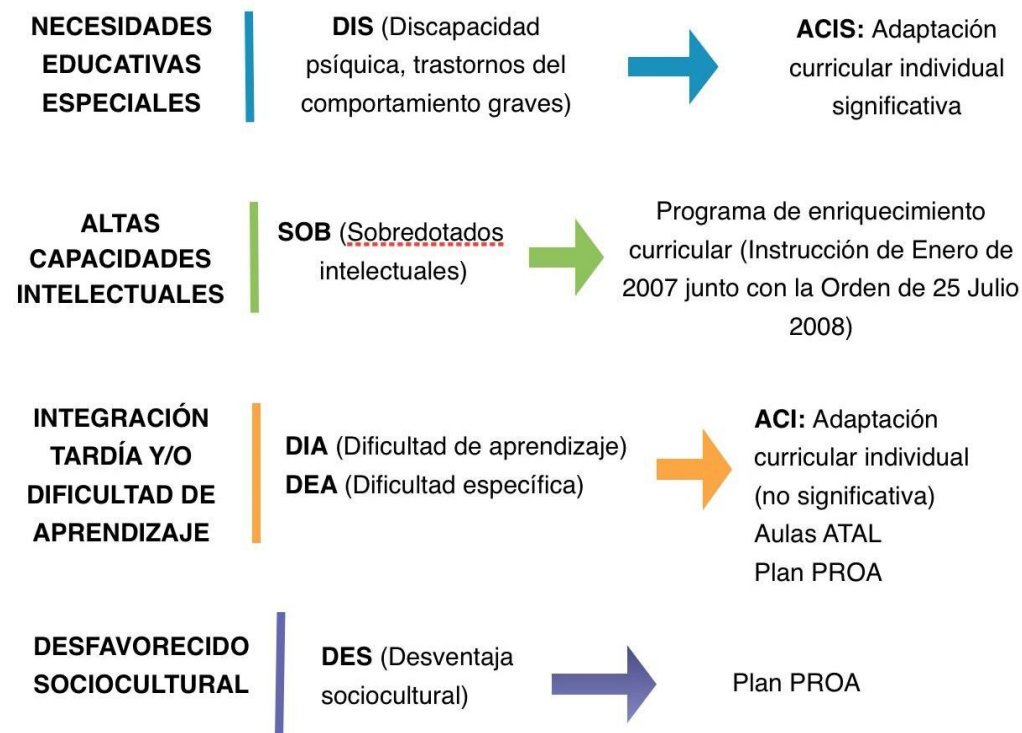 NECESIDADES
EDUCATIVAS
ESPECIALES
DIS (Discapacidad
psíquica, trastornos del
comportamiento graves)
ACIS: Adaptación
curricular individual
significativa
ALTAS
CAPACIDADES
INTELECTUALES
SOB (Sobredotados
intelectuales)
Programa de enriquecimiento
curricular (Instrucción de Enero de
2007 junto con la Orden de 25 Julio
2008)
INTEGRACIÓN
TARDÍA Y/O
DIFICULTAD DE
APRENDIZAJE
DIA (Dificultad de aprendizaje)
DEA (Dificultad específica)
ACI: Adaptación
curricular individual
(no significativa)
Aulas ATAL
Plan PROA
DESFAVORECIDO
SOCIOCULTURAL
DES (Desventaja
sociocultural)
Plan PROA